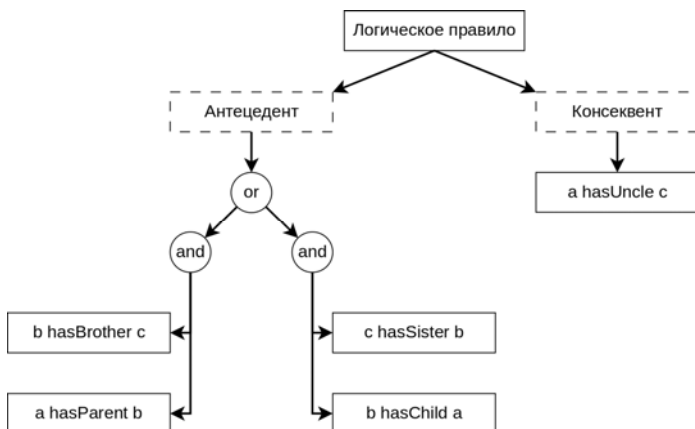 Логическое правило
Антецедент
Консеквент
or
a hasUncle c
and
and
b hasBrother c
c hasSister b
a hasParent b
b hasChild a